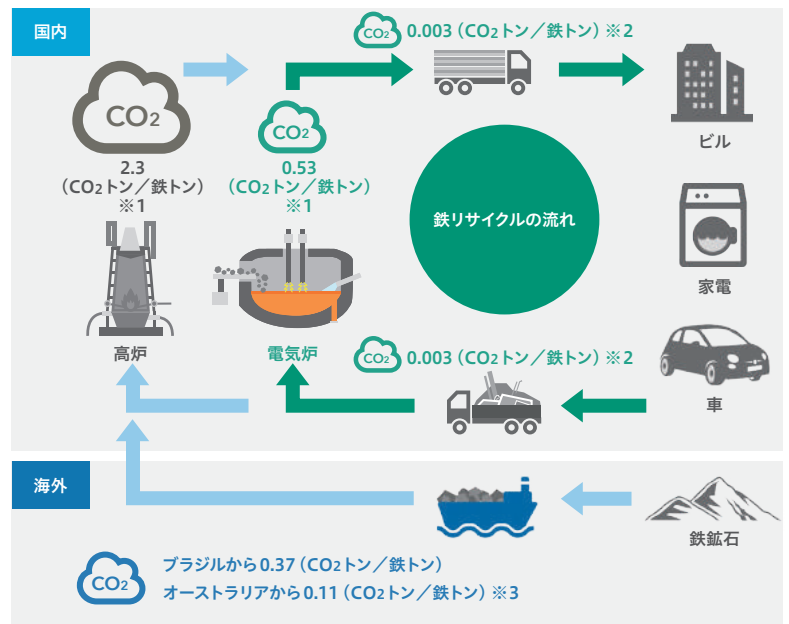 国内
CO2 0.003（CO2トン／鉄トン）※2
CO2
2.3
（CO2トン／鉄トン）
※1
CO2
0.53
（CO2トン／鉄トン）
※1
ビル
鉄リサイクルの流れ
家電
高炉
電気炉
CO2 0.003（CO2トン／鉄トン）※2
車
海外
鉄鉱石
CO2
ブラジルから0.37（CO2トン／鉄トン）
オーストラリアから0.11（CO2トン／鉄トン）※3